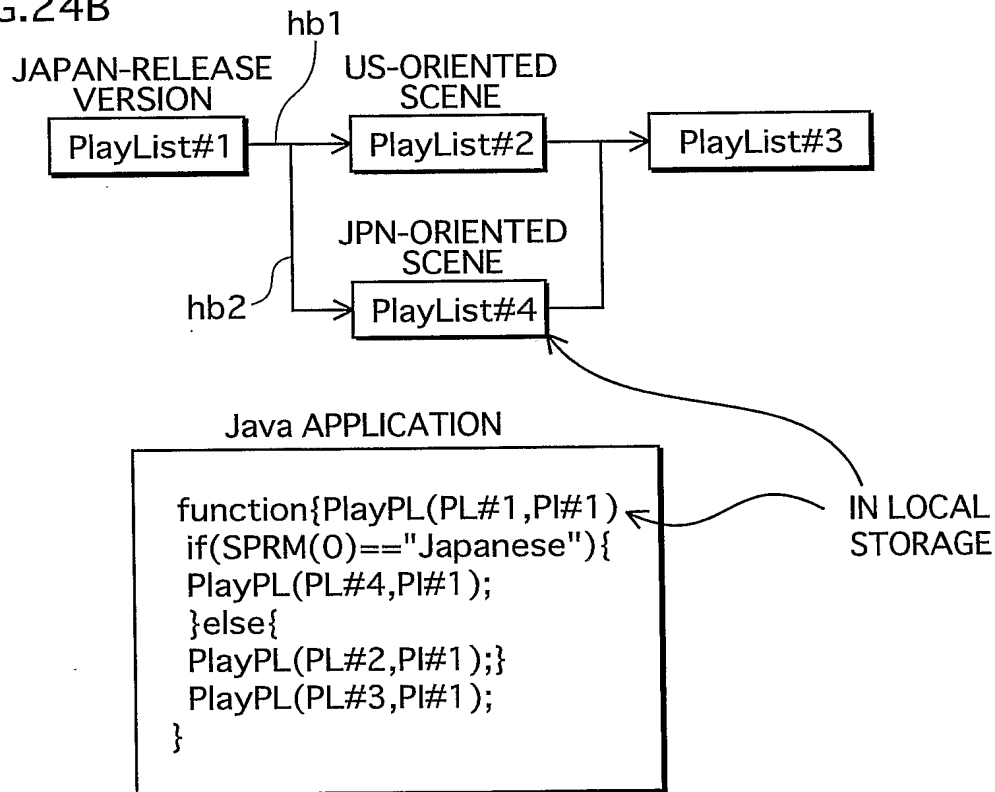 FIG.24B
hb1
JAPAN-RELEASE
VERSION
US-ORIENTED
SCENE
PlayList#1
PlayList#2
PlayList#3
JPN-ORIENTED
SCENE
hb2
PlayList#4
Java APPLICATION
function{PlayPL(PL#1,PI#1)
if(SPRM(0)=="Japanese"){
PlayPL(PL#4,PI#1);
}else{
PlayPL(PL#2,PI#1);}
PlayPL(PL#3,PI#1);
}
IN LOCAL
STORAGE